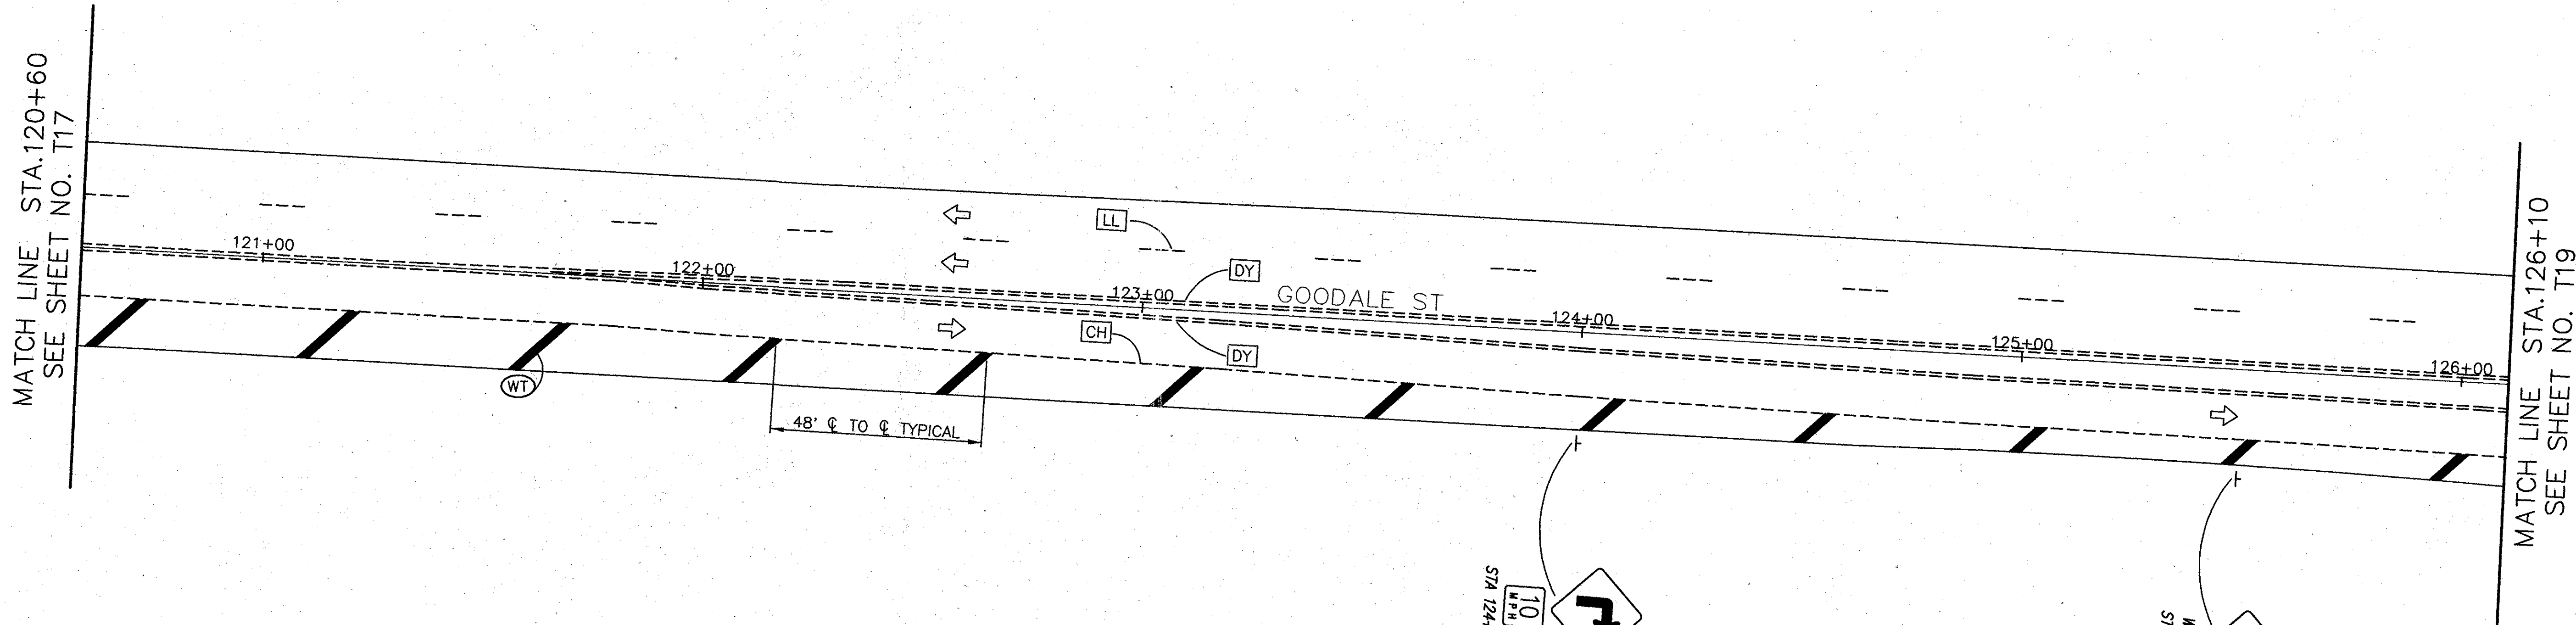 MATCH LINE STA.120+60
SEE SHEET NO. T17
121+00
122+00
LL
DY
123+00
GOODALE ST
CH
DY
124+00
125+00
126+00
WT
48' ℄ TO ℄ TYPICAL
10
MPH
MATCH LINE STA.126+10
SEE SHEET NO. T19